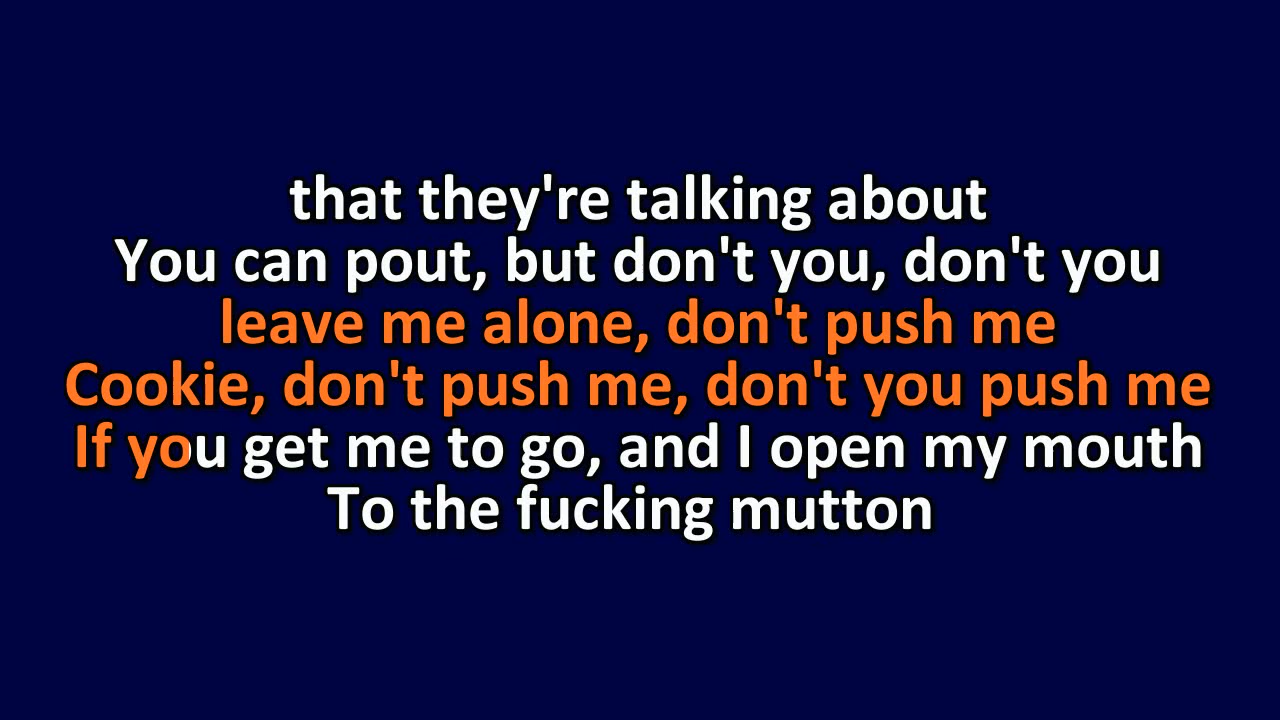 that they're talking about
You can pout, but don't you, don't you
leave me alone, don't push me
Cookie, don't push me, don't you push me
If you get me to go, and I open my mouth
To the fucking mutton